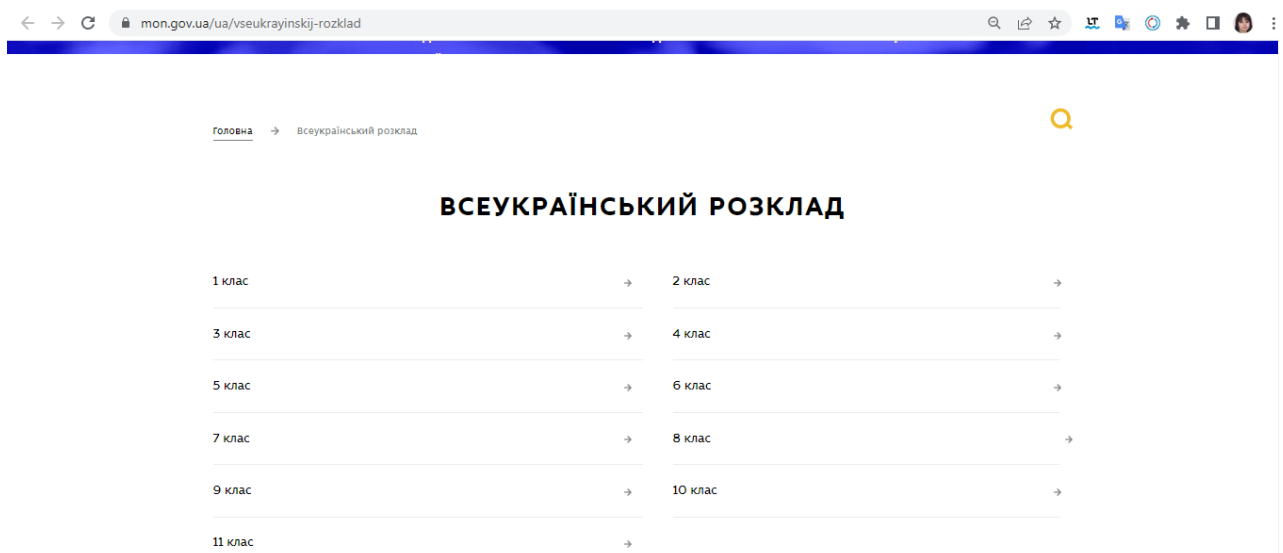 mon.gov.ua/ua/vseukrayinskij-rozklad
LT
Головна → Всеукраїнський розклад
ВСЕУКРАЇНСЬКИЙ РОЗКЛАД
1 клас → 2 клас →
3 клас → 4 клас →
5 клас → 6 клас →
7 клас → 8 клас →
9 клас → 10 клас →
11 клас →